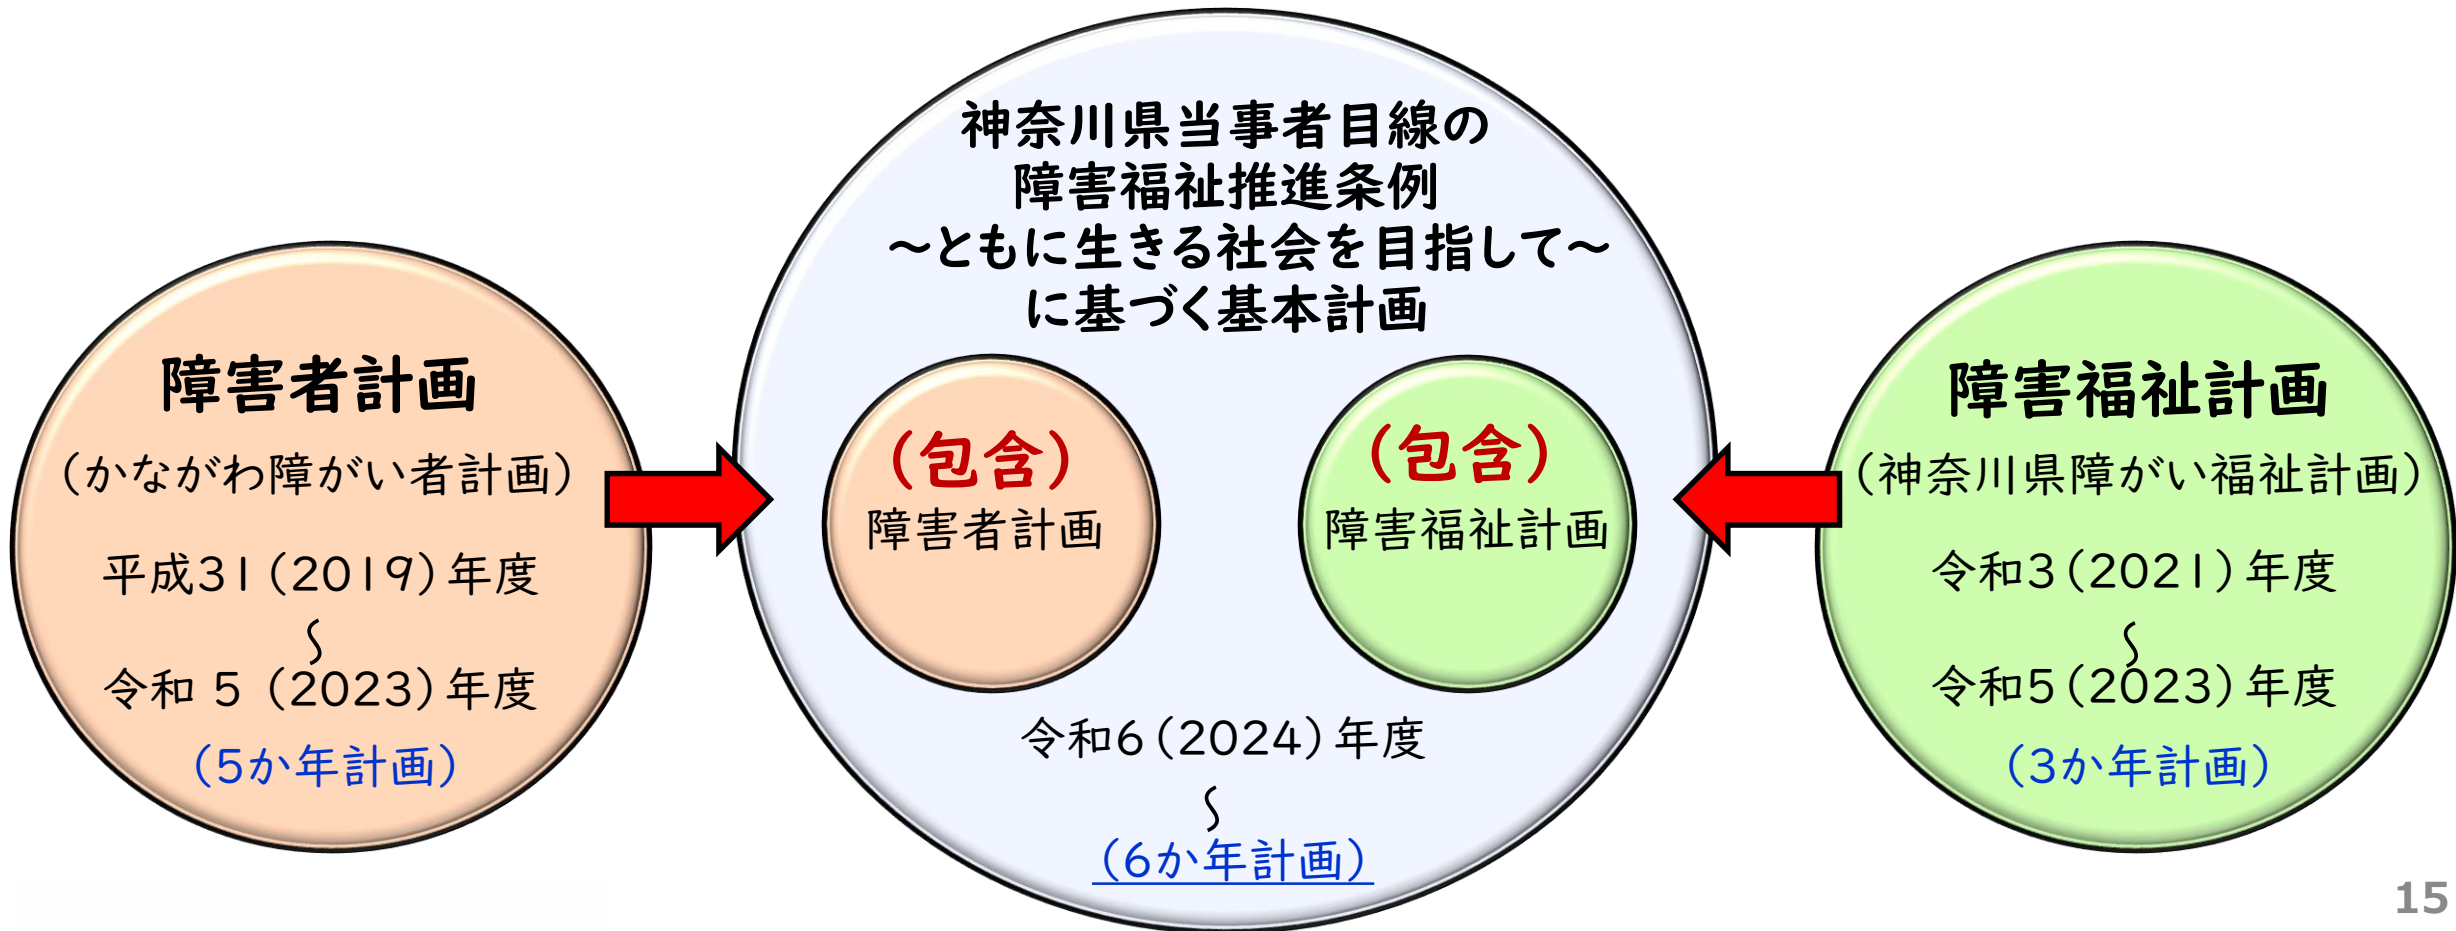 障害者計画
(かながわ障がい者計画)
平成31(2019)年度
～
令和 5 (2023)年度
(5か年計画)
神奈川県当事者目線の
障害福祉推進条例
～ともに生きる社会を目指して～
に基づく基本計画
(包含)
障害者計画
(包含)
障害福祉計画
令和6(2024)年度
～
(6か年計画)
障害福祉計画
(神奈川県障がい福祉計画)
令和3(2021)年度
～
令和5(2023)年度
(3か年計画)
15